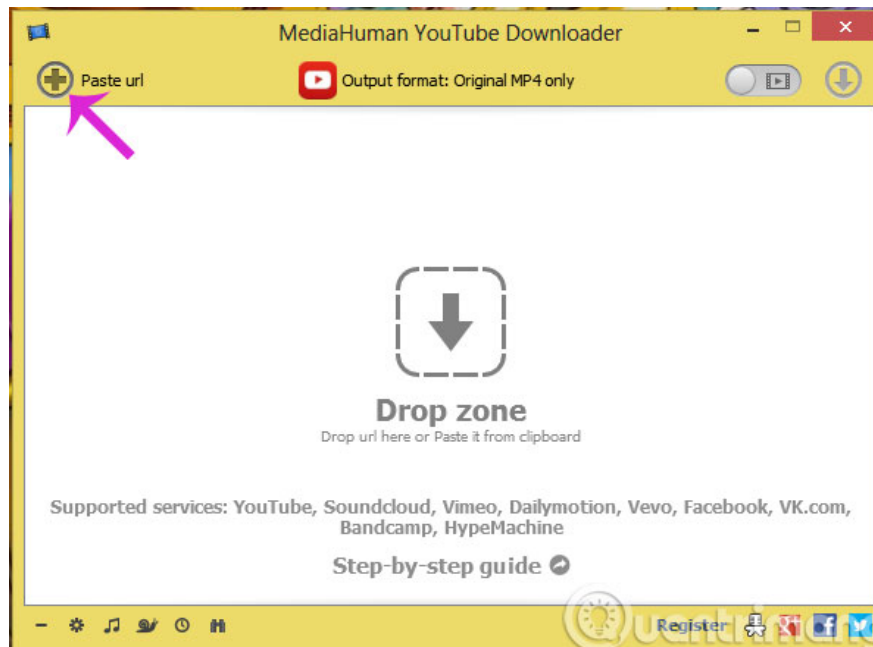 MediaHuman YouTube Downloader
Paste url
Output format: Original MP4 only
Drop zone
Drop url here or Paste it from clipboard
Supported services: YouTube, Soundcloud, Vimeo, Dailymotion, Vevo, Facebook, VK.com,
Bandcamp, HypeMachine
Step-by-step guide
Register